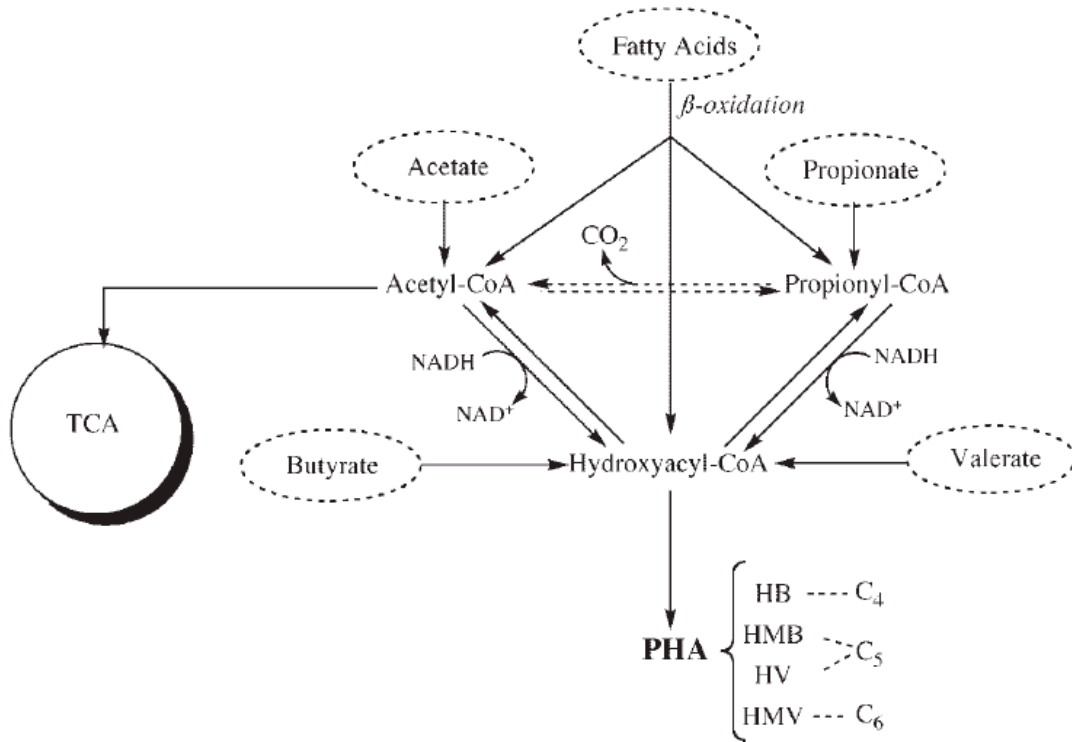 Fatty Acids
β-oxidation
Acetate
Propionate
CO₂
Acetyl-CoA
Propionyl-CoA
NADH
NADH
NAD⁺
NAD⁺
TCA
Butyrate
Hydroxyacyl-CoA
Valerate
HB ---- C₄
HMB
PHA
C₅
HV
HMV ---- C₆